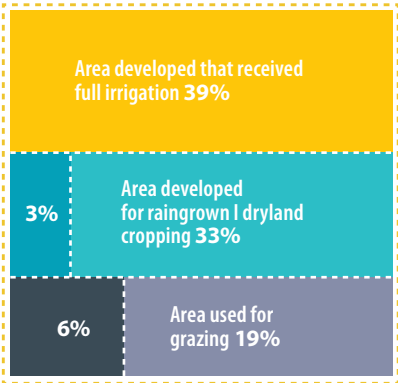 Area developed that received
full irrigation 39%
3%
Area developed
for raingrown | dryland
cropping 33%
6%
Area used for
grazing 19%